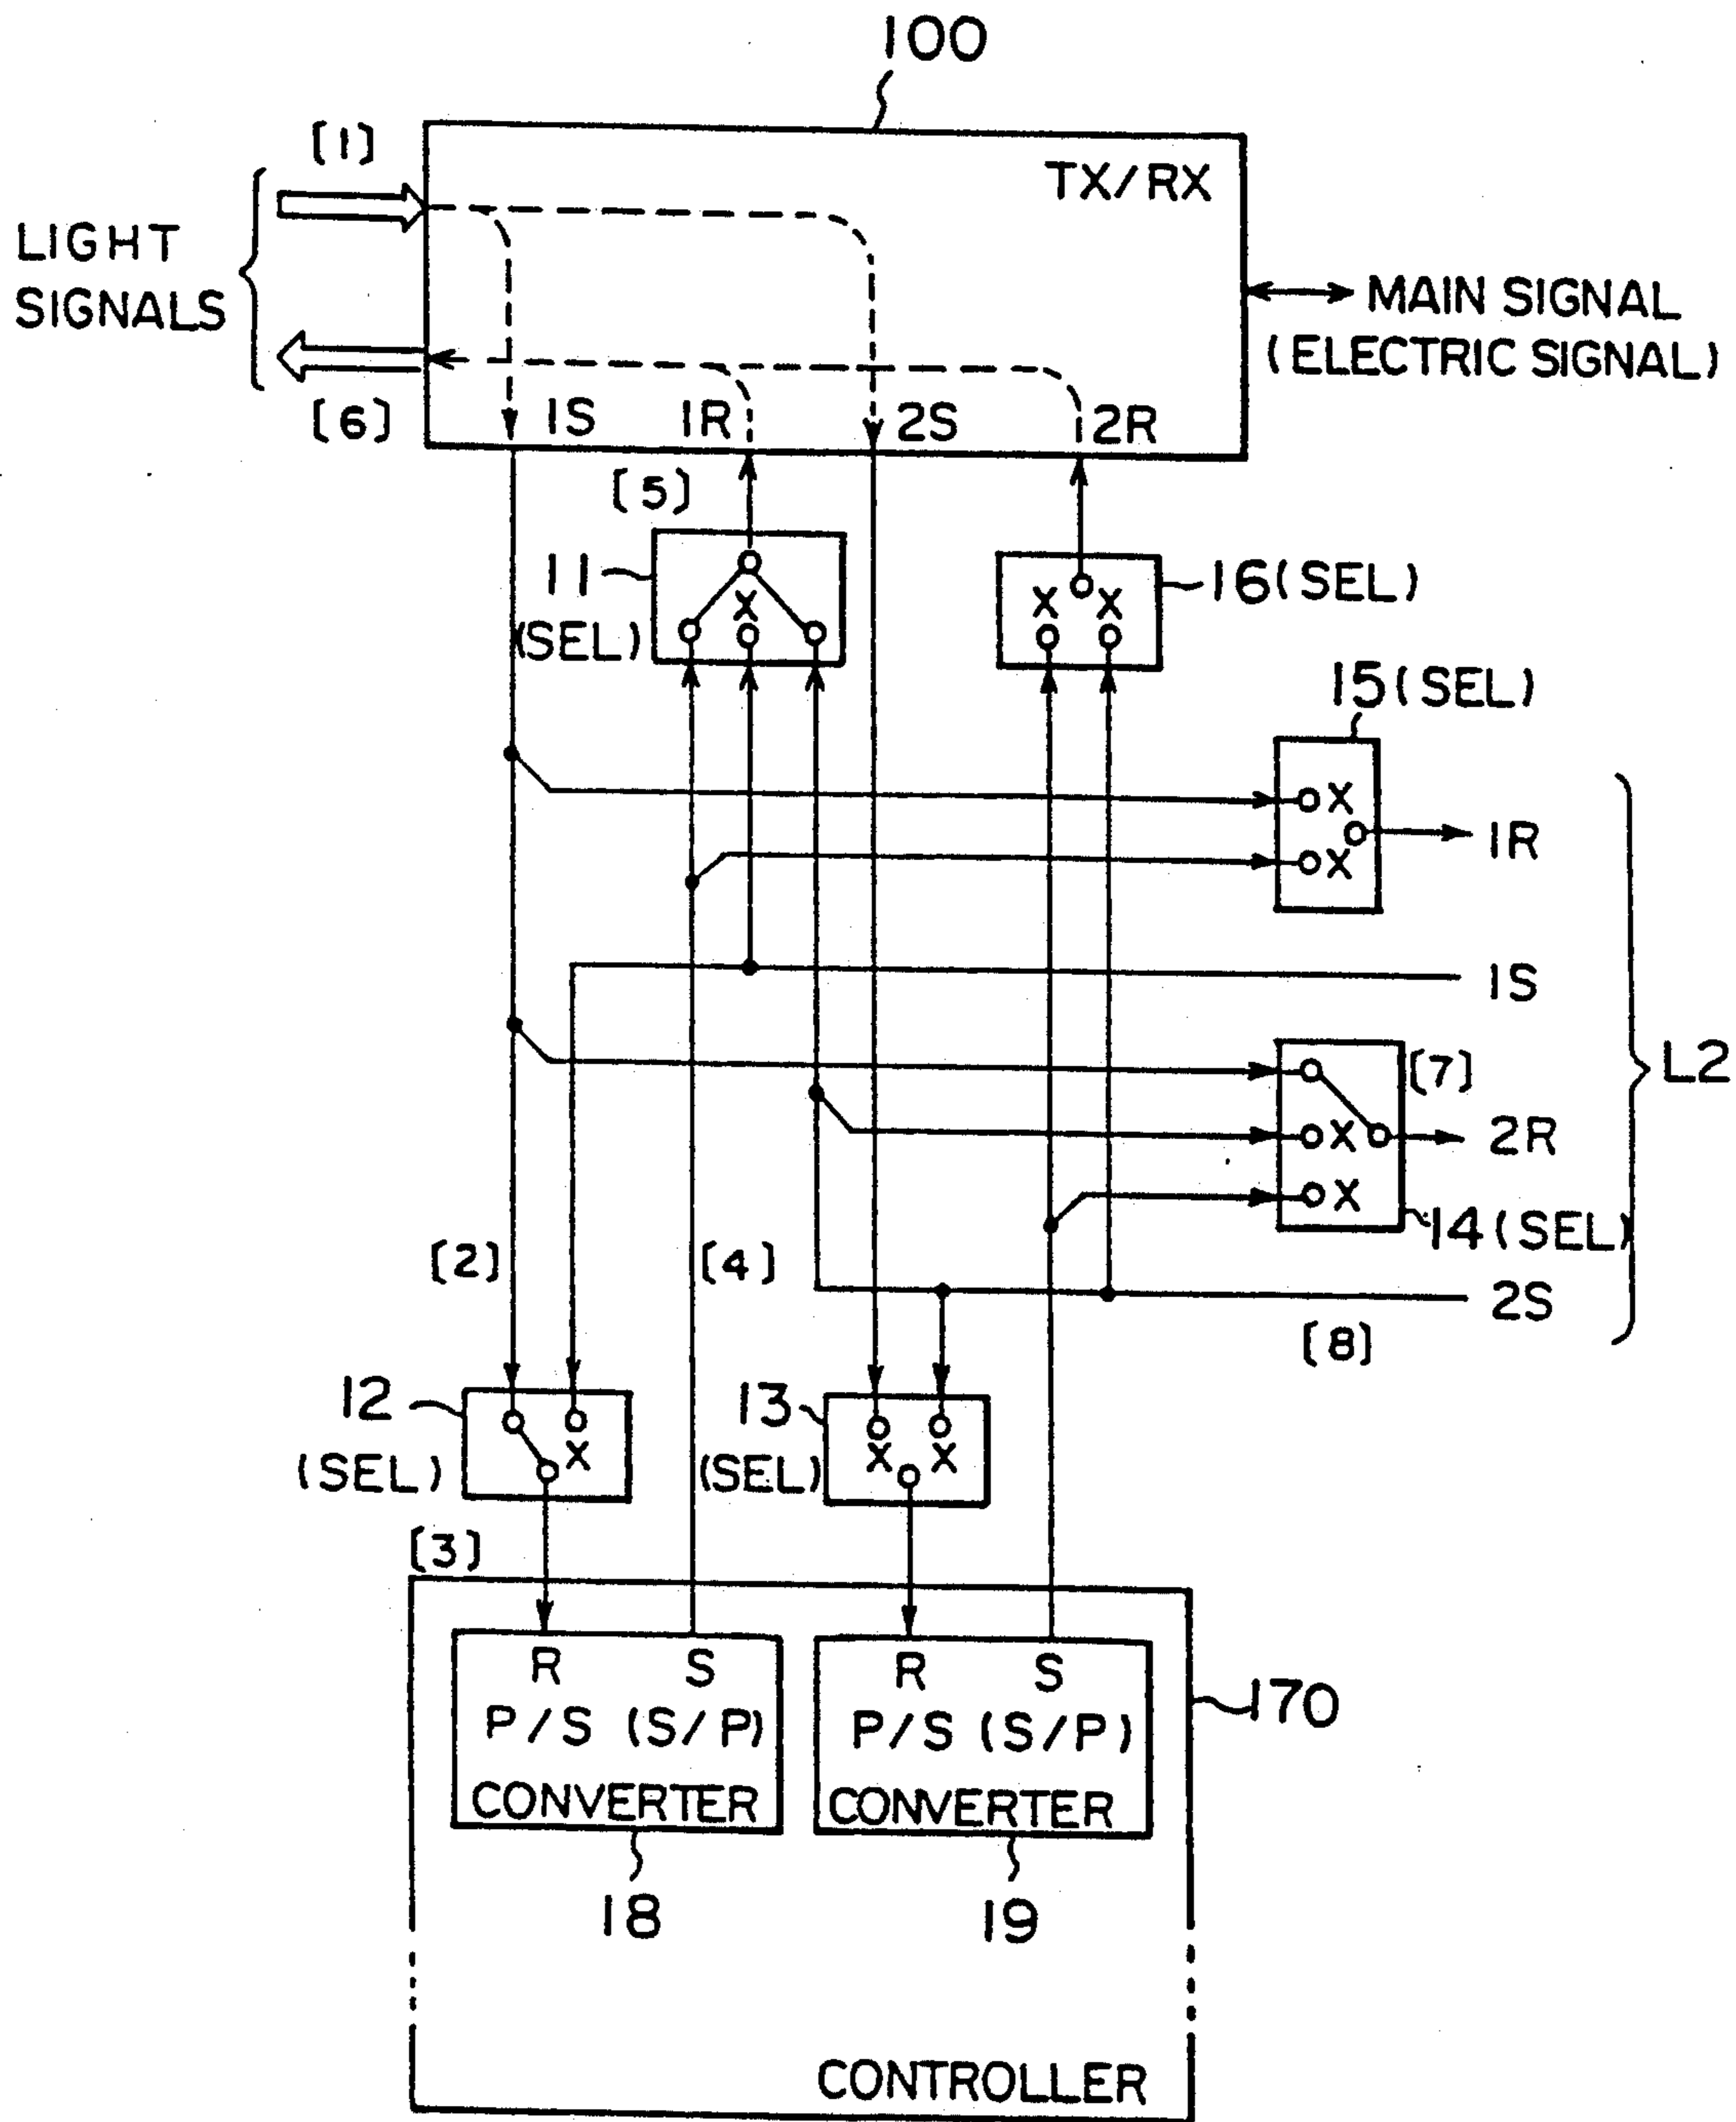 100
[1]
TX/RX
LIGHT
SIGNALS
MAIN SIGNAL
(ELECTRIC SIGNAL)
[6]
1S
1R
2S
2R
[5]
11
(SEL)
X
X
X
16(SEL)
15(SEL)
X
X
1R
1S
[7]
L2
X
2R
X
14(SEL)
[2]
[4]
2S
[8]
12
(SEL)
X
13
(SEL)
X
X
[3]
R
S
P/S (S/P)
CONVERTER
R
S
P/S (S/P)
CONVERTER
170
18
19
CONTROLLER